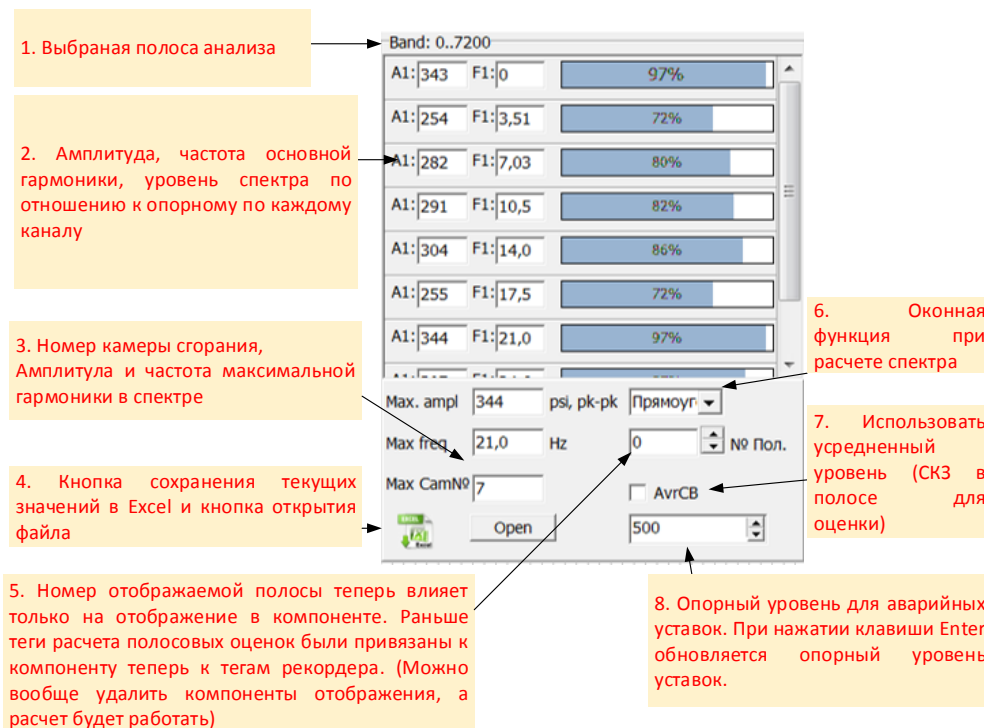 1. Выбраная полоса анализа
2. Амплитуда, частота основной
гармоники, уровень спектра по
отношению к опорному по каждому
каналу
3. Номер камеры сгорания,
Амплитула и частота максимальной
гармоники в спектре
4. Кнопка сохранения текущих
значений в Excel и кнопка открытия
файла
5. Номер отображаемой полосы теперь влияет
только на отображение в компоненте. Раньше
теги расчета полосовых оценок были привязаны к
компоненту теперь к тегам рекордера. (Можно
вообще удалить компоненты отображения, а
расчет будет работать)
Band: 0..7200
A1: 343 F1: 0 97%
A1: 254 F1: 3,51 72%
A1: 282 F1: 7,03 80%
A1: 291 F1: 10,5 82%
A1: 304 F1: 14,0 86%
A1: 255 F1: 17,5 72%
A1: 344 F1: 21,0 97%
Max. ampl 344 psi, pk-pk Прямоуг
Max freq 21,0 Hz 0 № Пол.
Max Cam№ 7 AvrCB
EXCEL Excel Open 500
6. Оконная
функция при
расчете спектра
7. Использовать
усредненный
уровень (СКЗ в
полосе для
оценки)
8. Опорный уровень для аварийных
уставок. При нажатии клавиши Enter
обновляется опорный уровень
уставок.